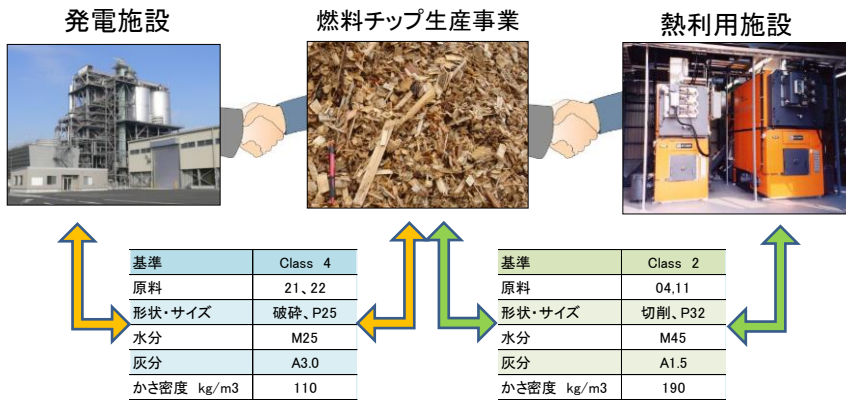 発電施設
燃料チップ生産事業
熱利用施設
基準 Class 4
原料 21、22
形状・サイズ 破砕、P25
水分 M25
灰分 A3.0
かさ密度 kg/m3 110
基準 Class 2
原料 04,11
形状・サイズ 切削、P32
水分 M45
灰分 A1.5
かさ密度 kg/m3 190